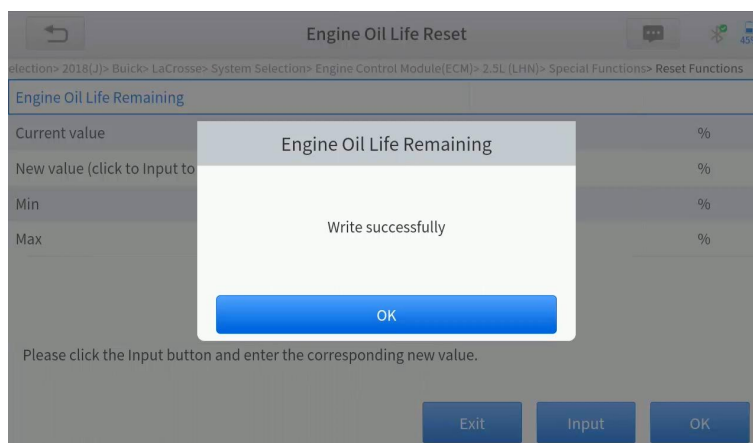 Engine Oil Life Reset
45%
election> 2018(J)> Buick> LaCrosse> System Selection> Engine Control Module(ECM)> 2.5L (LHN)> Special Functions> Reset Functions
Engine Oil Life Remaining
Current value %
New value (click to Input to %
Min %
Max %
Engine Oil Life Remaining
Write successfully
OK
Please click the Input button and enter the corresponding new value.
Exit Input OK